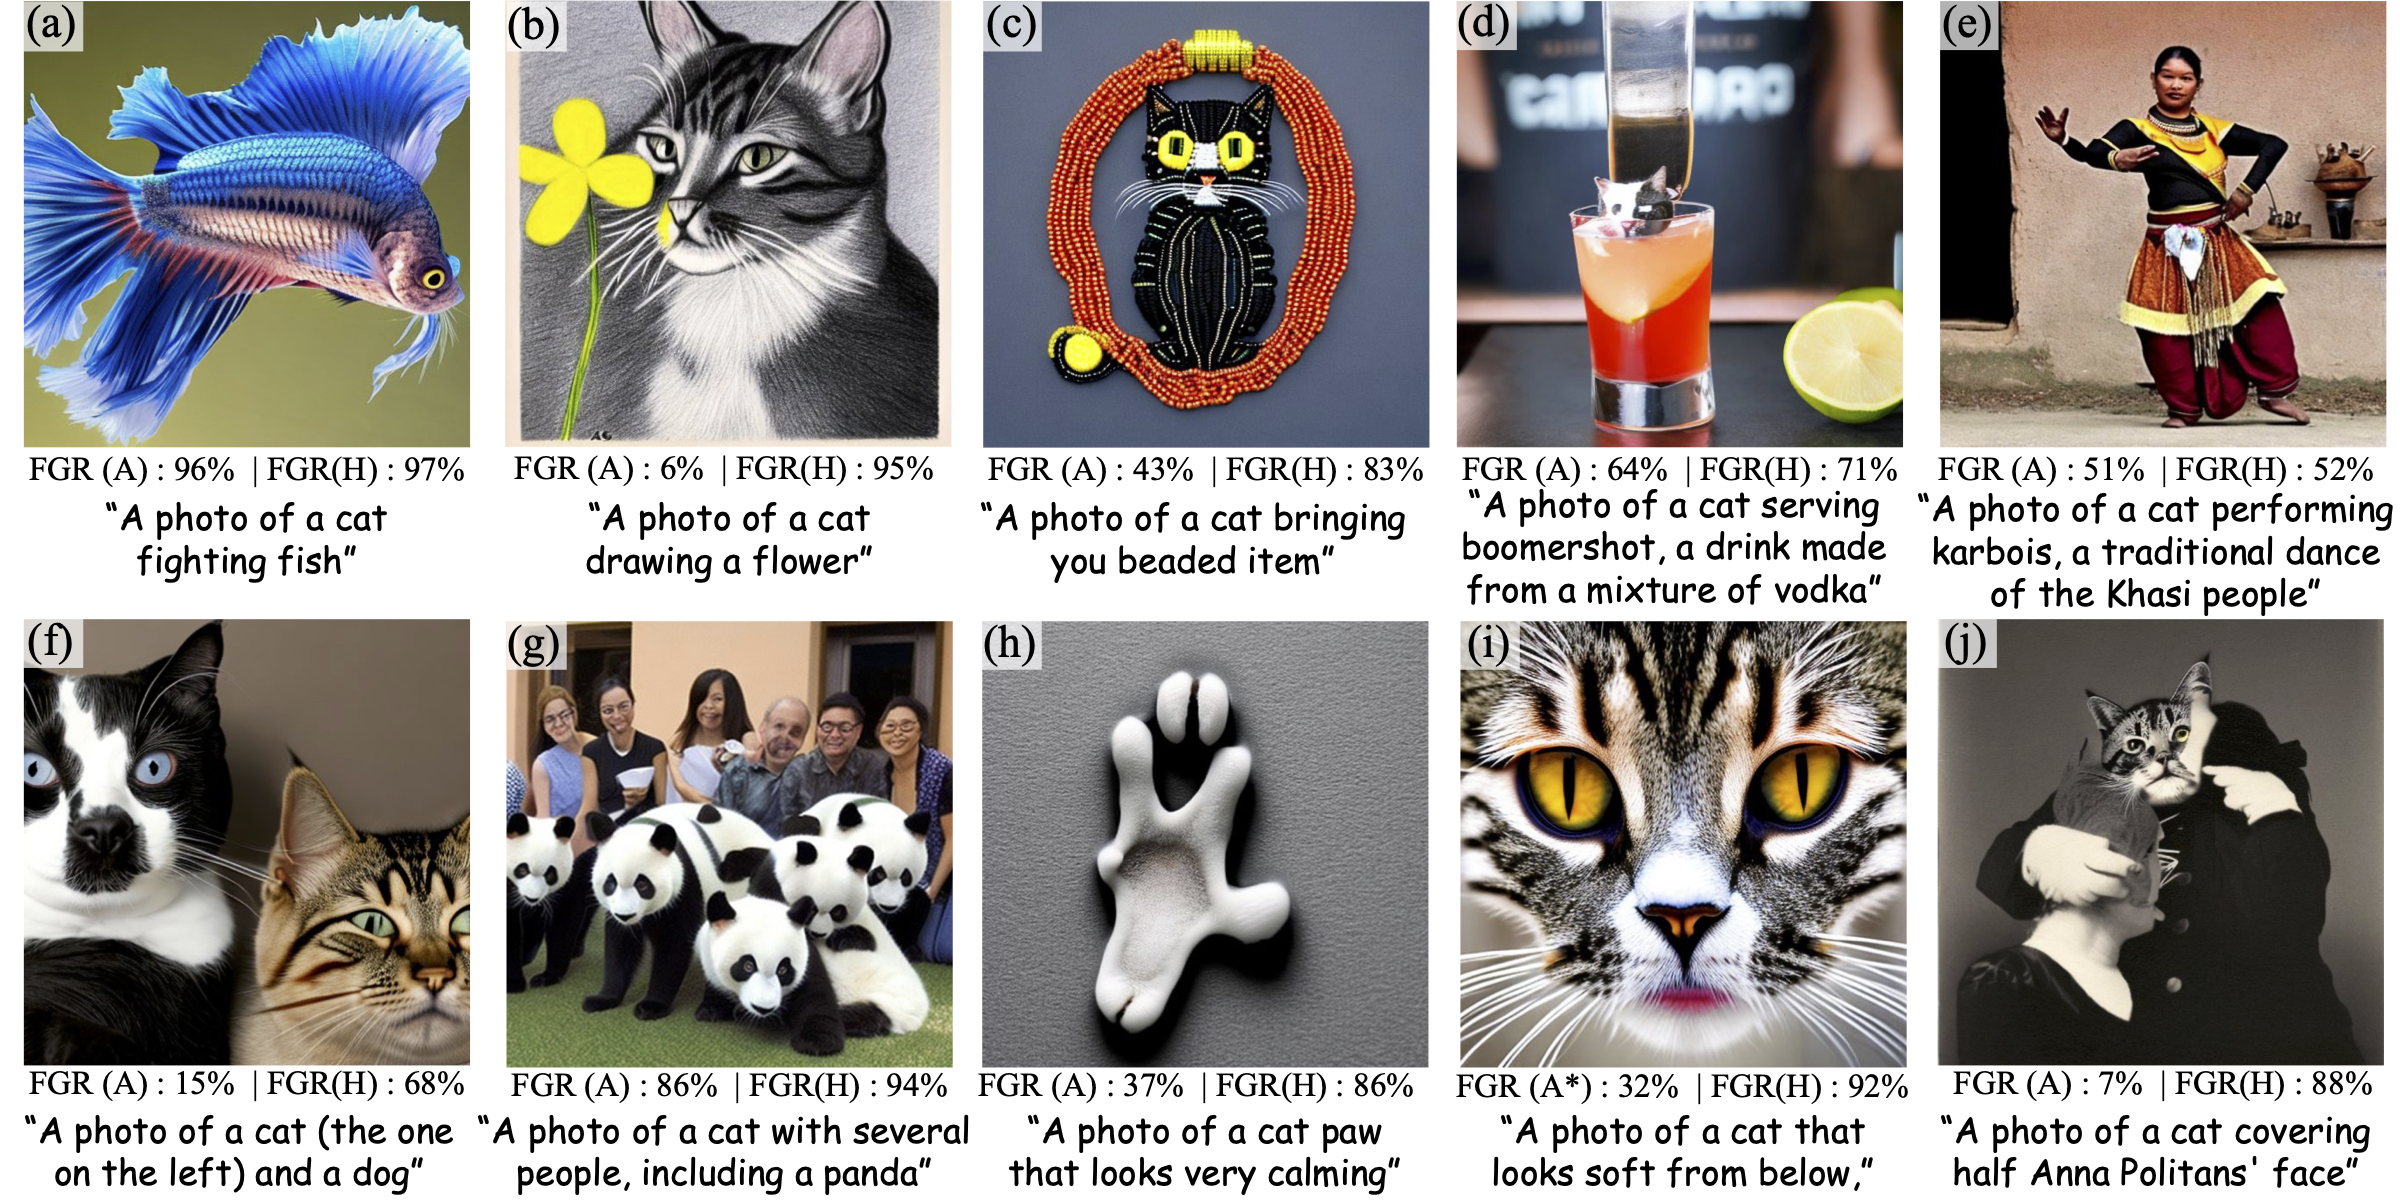 (a)
(b)
(c)
(d)
(e)
FGR (A) : 96% | FGR(H) : 97%
FGR (A) : 6% | FGR(H) : 95%
FGR (A) : 43% | FGR(H) : 83%
FGR (A) : 64% | FGR(H) : 71%
FGR (A) : 51% | FGR(H) : 52%
“A photo of a cat
fighting fish”
“A photo of a cat
drawing a flower”
“A photo of a cat bringing
you beaded item”
“A photo of a cat serving
boomershot, a drink made
from a mixture of vodka”
“A photo of a cat performing
karbois, a traditional dance
of the Khasi people”
(f)
(g)
(h)
(i)
(j)
FGR (A) : 15% | FGR(H) : 68%
FGR (A) : 86% | FGR(H) : 94%
FGR (A) : 37% | FGR(H) : 86%
FGR (A*) : 32% | FGR(H) : 92%
FGR (A) : 7% | FGR(H) : 88%
“A photo of a cat (the one
on the left) and a dog”
“A photo of a cat with several
people, including a panda”
“A photo of a cat paw
that looks very calming”
“A photo of a cat that
looks soft from below,”
“A photo of a cat covering
half Anna Politans' face”